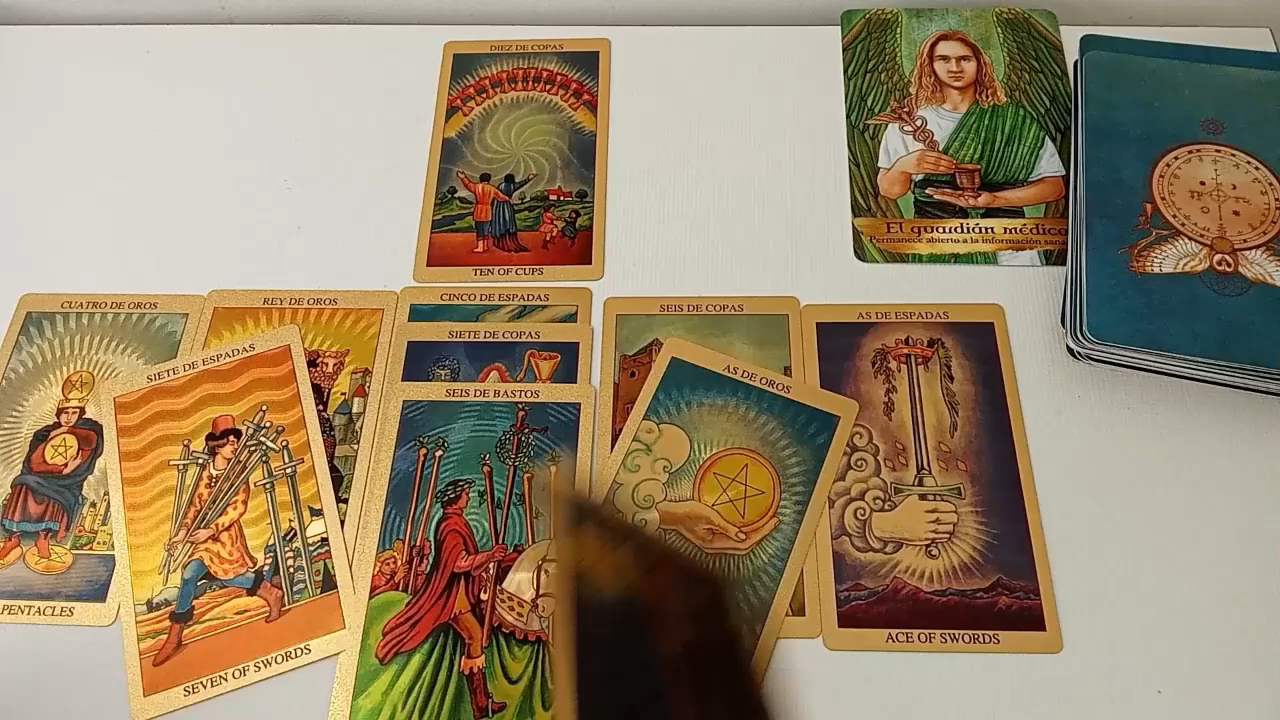 DIEZ DE COPAS
TEN OF CUPS
El guardián médico
Permanece abierto a la información sana
CUATRO DE OROS
PENTACLES
REY DE OROS
SIETE DE ESPADAS
SEVEN OF SWORDS
CINCO DE ESPADAS
SIETE DE COPAS
SEIS DE BASTOS
SEIS DE COPAS
AS DE OROS
AS DE ESPADAS
ACE OF SWORDS